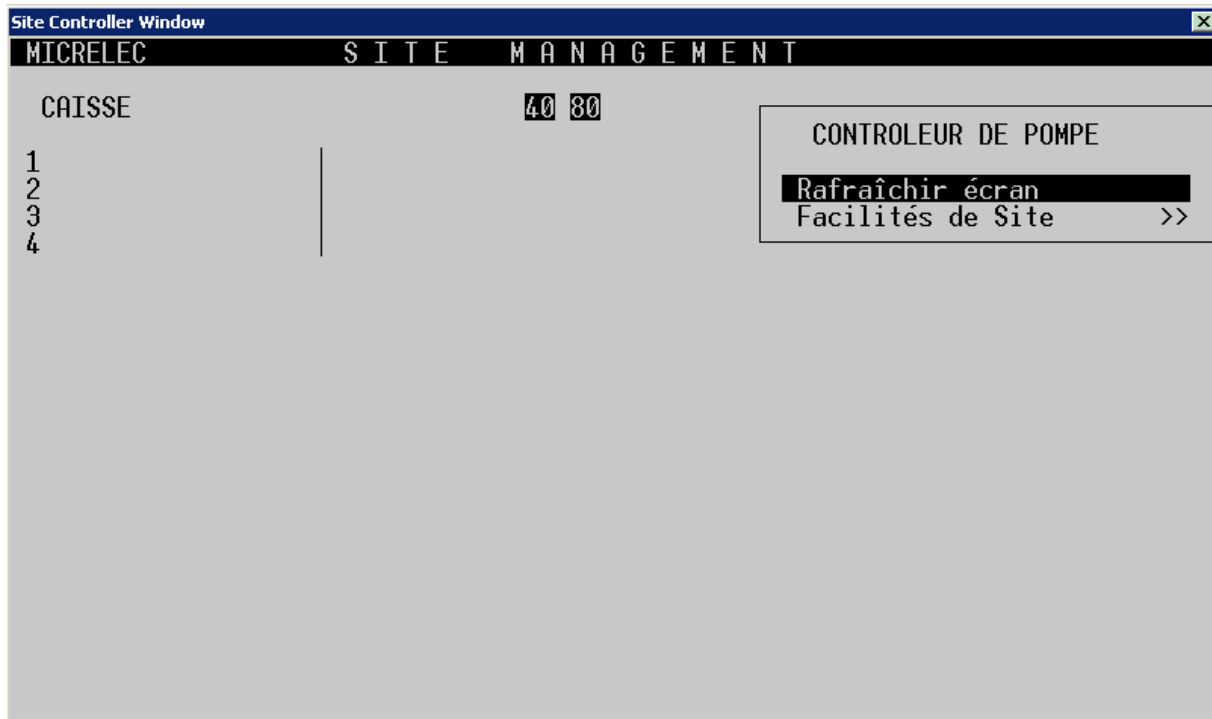 Site Controller Window
MICRELEC S I T E M A N A G E M E N T
CAISSE 40 80
CONTROLEUR DE POMPE
1
2
3
4
Rafraîchir écran
Facilités de Site >>